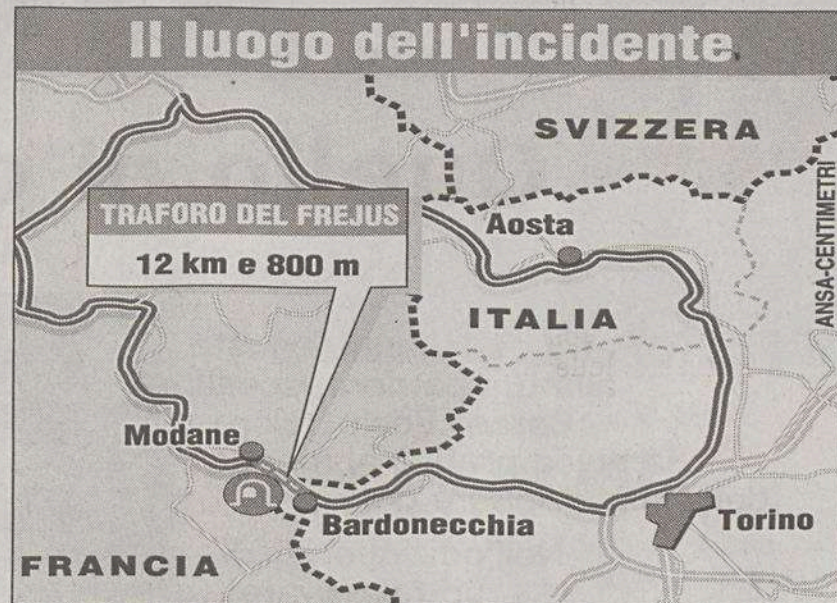 Il luogo dell'incidente
SVIZZERA
TRAFORO DEL FREJUS
12 km e 800 m
Aosta
ITALIA
ANSA-CENTIMETRI
Modane
Bardonecchia
Torino
FRANCIA